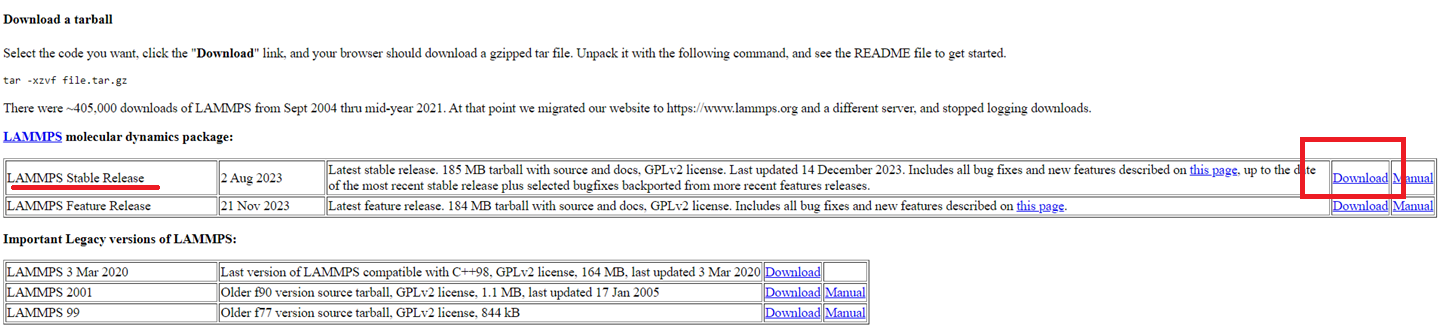 Download a tarball
Select the code you want, click the "Download" link, and your browser should download a gzipped tar file. Unpack it with the following command, and see the README file to get started.
tar -xzvf file.tar.gz
There were ~405,000 downloads of LAMMPS from Sept 2004 thru mid-year 2021. At that point we migrated our website to https://www.lammps.org and a different server, and stopped logging downloads.
LAMMPS molecular dynamics package:
LAMMPS Stable Release 2 Aug 2023 Latest stable release. 185 MB tarball with source and docs, GPLv2 license. Last updated 14 December 2023. Includes all bug fixes and new features described on this page, up to the date
of the most recent stable release plus selected bugfixes backported from more recent features releases. Download Manual
LAMMPS Feature Release 21 Nov 2023 Latest feature release. 184 MB tarball with source and docs, GPLv2 license. Includes all bug fixes and new features described on this page. Download Manual
Important Legacy versions of LAMMPS:
LAMMPS 3 Mar 2020 Last version of LAMMPS compatible with C++98, GPLv2 license, 164 MB, last updated 3 Mar 2020 Download
LAMMPS 2001 Older f90 version source tarball, GPLv2 license, 1.1 MB, last updated 17 Jan 2005 Download Manual
LAMMPS 99 Older f77 version source tarball, GPLv2 license, 844 kB Download Manual